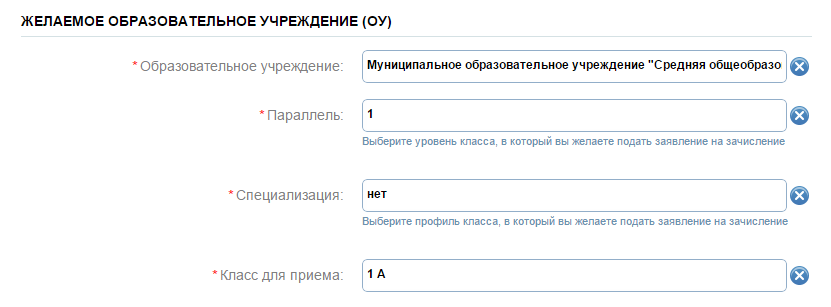 ЖЕЛАЕМОЕ ОБРАЗОВАТЕЛЬНОЕ УЧРЕЖДЕНИЕ (ОУ)
* Образовательное учреждение: Муниципальное образовательное учреждение "Средняя общеобразо
* Параллель: 1
Выберите уровень класса, в который вы желаете подать заявление на зачисление
* Специализация: нет
Выберите профиль класса, в который вы желаете подать заявление на зачисление
* Класс для приема: 1 А